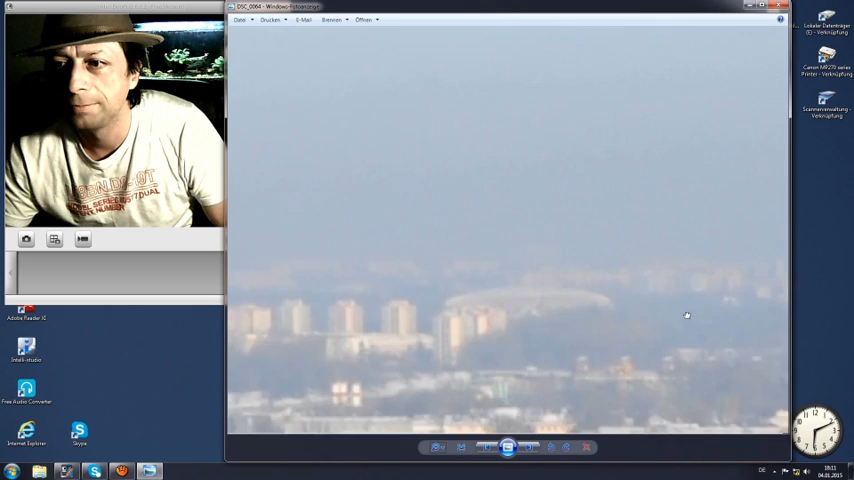 DSC_0064 - Windows-Fotoanzeige
Datei Drucken E-Mail Brennen Öffnen
Lokaler Datenträger
(E) - Verknüpfung
Canon MP270 series
Printer - Verknüpfung
Scannerverwaltung -
Verknüpfung
DUAL
Adobe Reader XI
Intelli-studio
Free Audio Converter
Internet Explorer
Skype
DE
18:11
04.01.2015